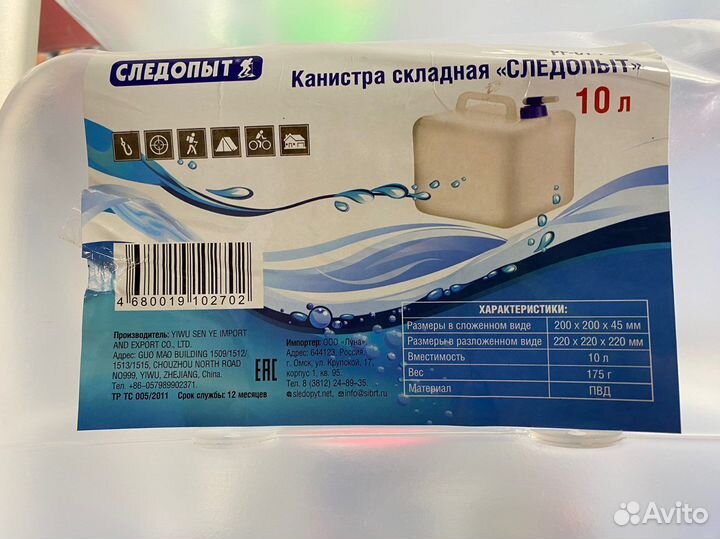 СЛЕДОПЫТ
Канистра складная «СЛЕДОПЫТ»
10 л
4 680019 102702
Производитель: YIWU SEN YE IMPORT
AND EXPORT CO., LTD.
Адрес: GUO MAO BUILDING 1509/1512/
1513/1515, CHOUZHOU NORTH ROAD
NO999, YIWU, ZHEJIANG, China.
Тел. +86-057989902371.
ТР ТС 005/2011 Срок службы: 12 месяцев
ЕАС
Импортер: ООО «Луна»
Адрес: 644123, Россия,
г. Омск, ул. Крупской, 17,
корпус 1, кв. 95.
Тел. 8 (3812) 24-89-35.
sledopyt.net, info@sibrt.ru
ХАРАКТЕРИСТИКИ:
Размеры в сложенном виде 200 x 200 x 45 мм
Размеры в разложенном виде 220 x 220 x 220 мм
Вместимость 10 л
Вес 175 г
Материал ПВД
Avito